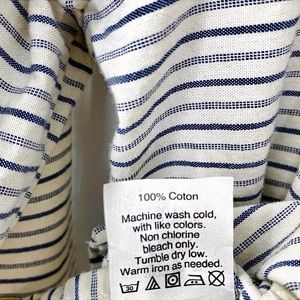 100% Coton
Machine wash cold,
with like colors.
Non chlorine
bleach only.
Tumble dry low.
Warm iron as needed.
30